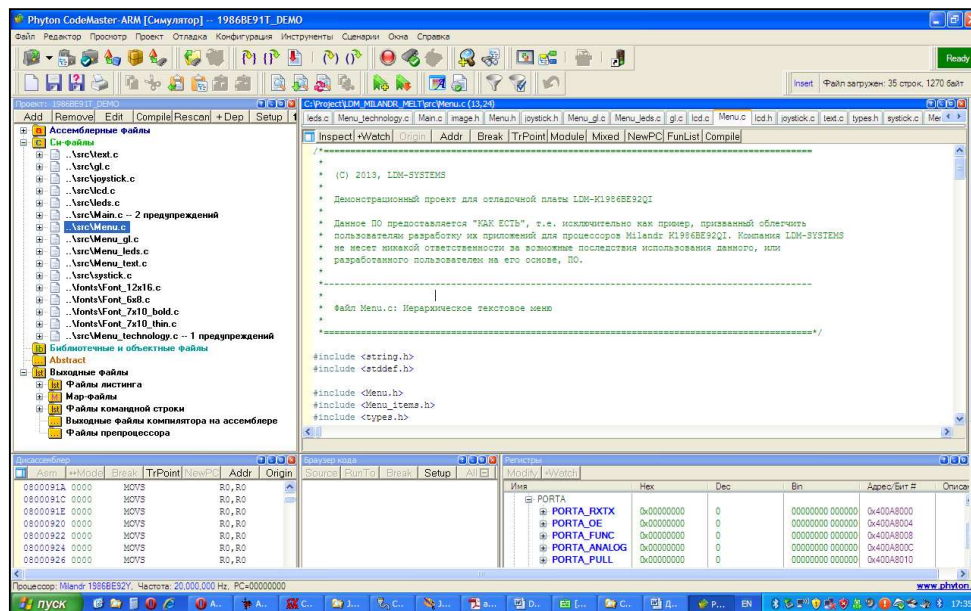 Phyton CodeMaster-ARM [Симулятор] -- 1986BE91T_DEMO
Файл Редактор Просмотр Проект Отладка Конфигурация Инструменты Сценарии Окна Справка
Ready
Insert Файл загружен: 35 строк, 1270 байт
Проект: 1986BE91T_DEMO
Add Remove Edit Compile Rescan +Dep Setup
Ассемблерные файлы
Си-файлы
..\src\text.c
..\src\gl.c
..\src\joystick.c
..\src\lcd.c
..\src\leds.c
..\src\Main.c -- 2 предупреждений
..\src\Menu.c
..\src\Menu_gl.c
..\src\Menu_leds.c
..\src\Menu_text.c
..\src\systick.c
..\fonts\Font_12x16.c
..\fonts\Font_6x8.c
..\fonts\Font_7x10_bold.c
..\fonts\Font_7x10_thin.c
..\src\Menu_technology.c -- 1 предупреждений
Библиотечные и объектные файлы
Abstract
Выходные файлы
Файлы листинга
Map-файлы
Файлы командной строки
Выходные файлы компилятора на ассемблере
Файлы препроцессора
C:\Project\LDM_MILANDR_MELT\src\Menu.c (13,24)
leds.c Menu_technology.c Main.c image.h Menu.h joystick.h Menu_gl.c Menu_leds.c gl.c lcd.c Menu.c lcd.h joystick.c text.c types.h systick.c
Inspect +Watch Origin Addr Break TrPoint Module Mixed NewPC FunList Compile
/*==========
*
* (C) 2013, LDM-SYSTEMS
*
* Демонстрационный проект для отладочной платы LDM-K1986BE92QI
*
* Данное ПО предоставляется "КАК ЕСТЬ", т.е. исключительно как пример, призванный облегчить
* пользователям разработку их приложений для процессоров Milandr K1986BE92QI. Компания LDM-SYSTEMS
* не несет никакой ответственности за возможные последствия использования данного, или
* разработанного пользователем на его основе, ПО.
*
*----------
*
* Файл Menu.c: Иерархическое текстовое меню
*
*==========*/
#include <string.h>
#include <stddef.h>
#include <Menu.h>
#include <Menu_items.h>
#include <types.h>
Дизассемблер
Asm ++Mode Break TrPoint NewPC Addr Origin
0800091A 0000 MOVS R0,R0
0800091C 0000 MOVS R0,R0
0800091E 0000 MOVS R0,R0
08000920 0000 MOVS R0,R0
08000922 0000 MOVS R0,R0
08000924 0000 MOVS R0,R0
08000926 0000 MOVS R0,R0
Браузер кода
Source RunTo Break Setup All
Регистры
Modify +Watch
Имя Hex Dec Bin Адрес/Бит #
PORTA
PORTA_RXTX 0x00000000 0 00000000 000000 0x400A8000
PORTA_OE 0x00000000 0 00000000 000000 0x400A8004
PORTA_FUNC 0x00000000 0 00000000 000000 0x400A8008
PORTA_ANALOG 0x00000000 0 00000000 000000 0x400A800C
PORTA_PULL 0x00000000 0 00000000 000000 0x400A8010
Процессор: Milandr 1986BE92Y, Частота: 20,000,000 Hz, PC=00000000
www.phyton
пуск
EN